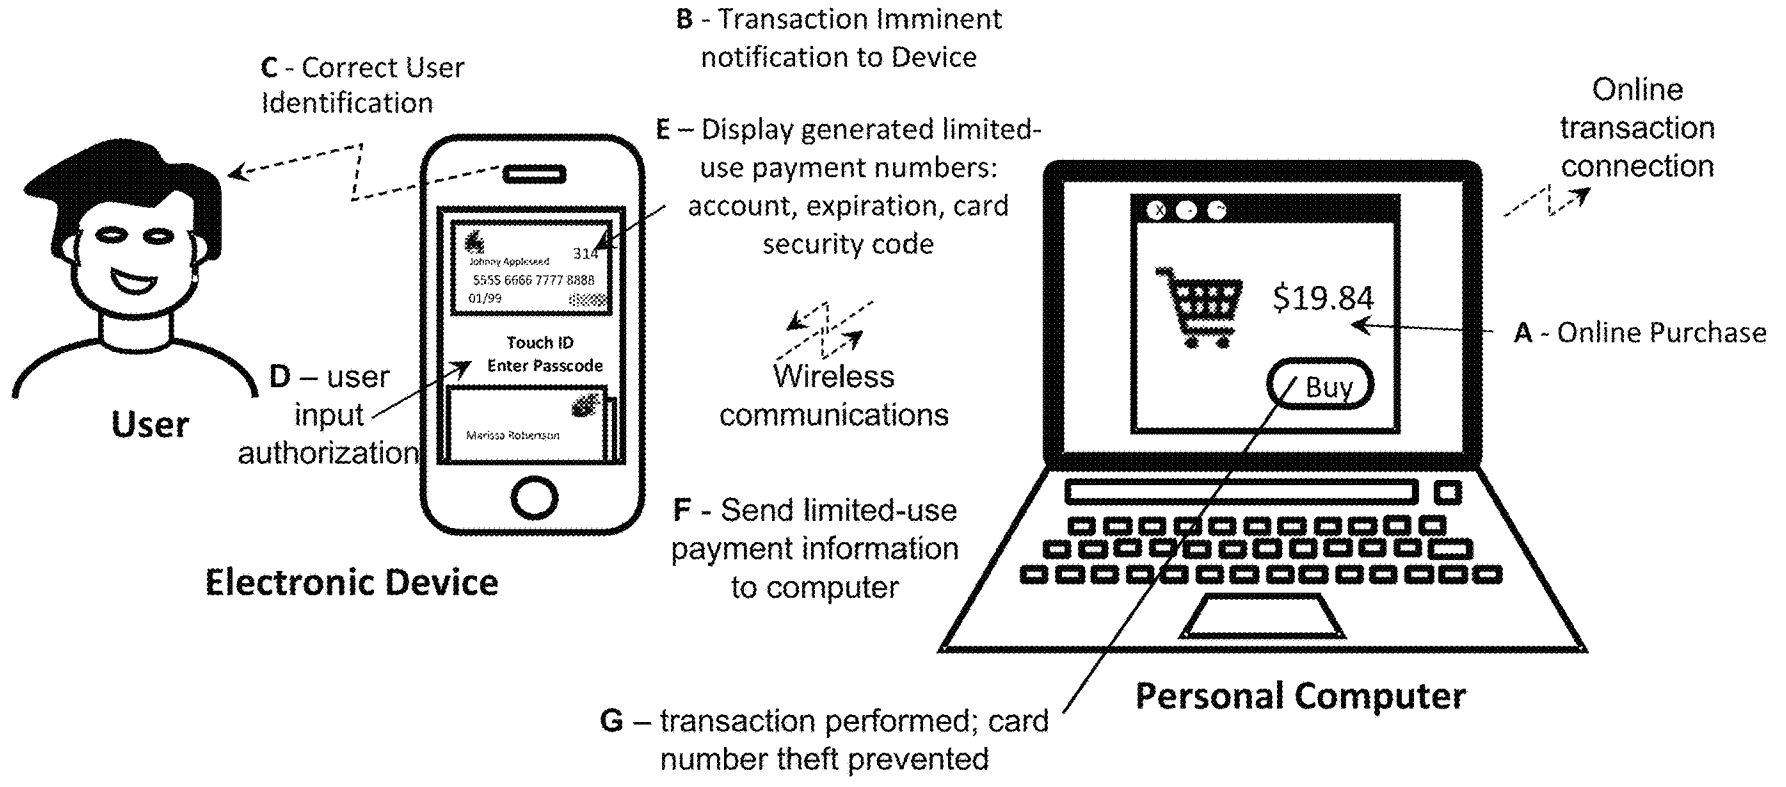 B - Transaction Imminent
notification to Device
C - Correct User
Identification
E – Display generated limited-
use payment numbers:
account, expiration, card
security code
Online
transaction
connection
X - ~
314
Johnny Appleseed
5555 6666 7777 8888
01/99
$19.84
A - Online Purchase
Touch ID
Enter Passcode
D – user
input
authorization
User
Wireless
communications
Buy
Marissa Robertson
F - Send limited-use
payment information
to computer
Electronic Device
Personal Computer
G – transaction performed; card
number theft prevented